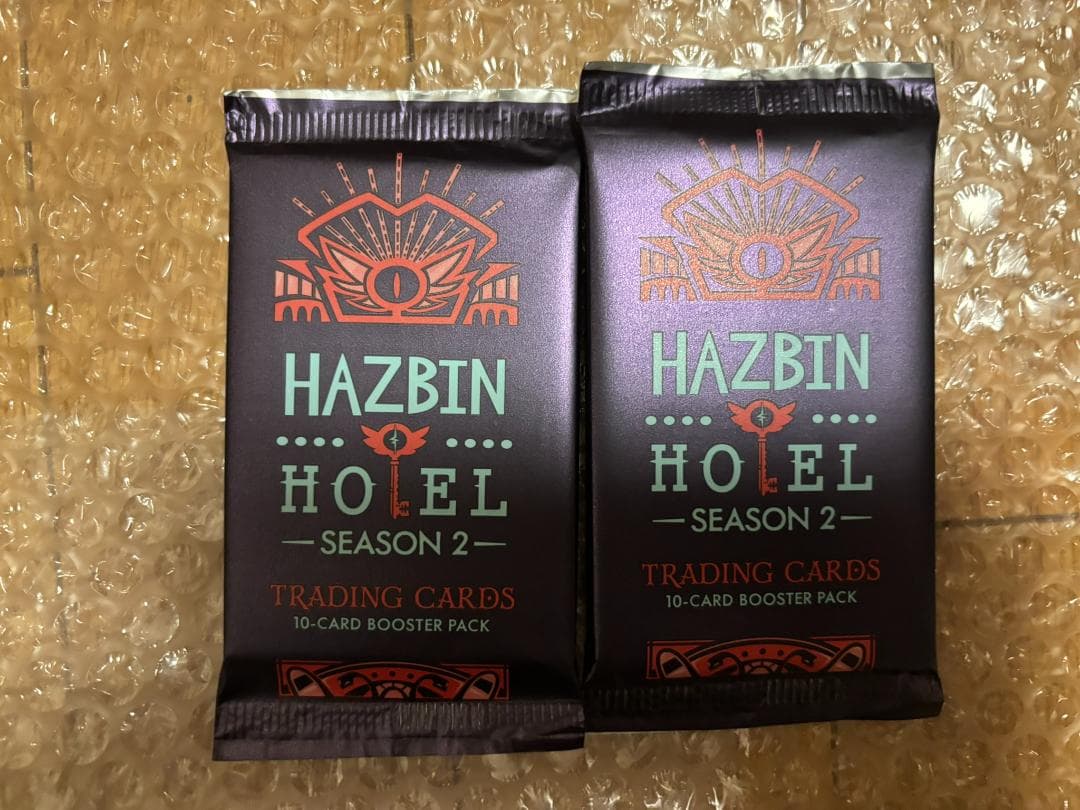 HAZBIN
HOTEL
SEASON 2
TRADING CARDS
10-CARD BOOSTER PACK
HAZBIN
HOTEL
SEASON 2
TRADING CARDS
10-CARD BOOSTER PACK